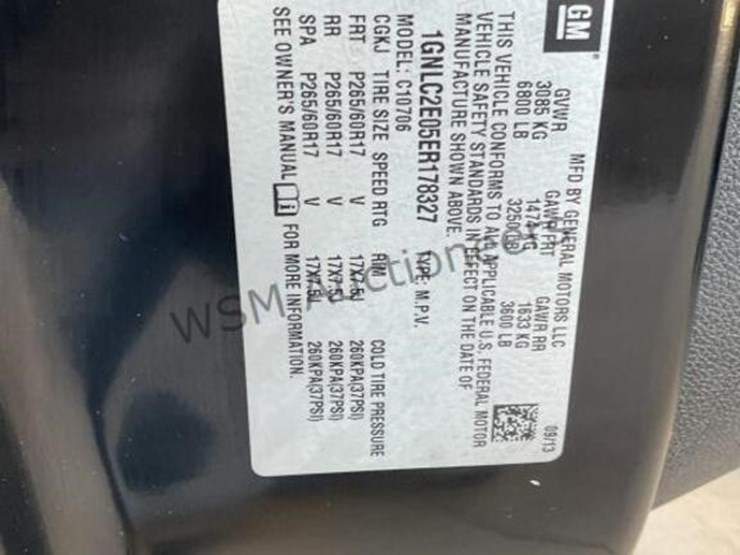 GM
MFD BY GENERAL MOTORS LLC 09/13
GVWR GAWR FRT GAWR RR
3085 KG 1474 KG 1633 KG
6800 LB 3250 LB 3600 LB
THIS VEHICLE CONFORMS TO ALL APPLICABLE U.S. FEDERAL MOTOR
VEHICLE SAFETY STANDARDS IN EFFECT ON THE DATE OF
MANUFACTURE SHOWN ABOVE.
1GNLC2E05ER178327 TYPE: M.P.V.
MODEL: C10706
CGKJ TIRE SIZE SPEED RTG RIM COLD TIRE PRESSURE
FRT P265/60R17 V 17X7.5J 260KPA(37PSI)
RR P265/60R17 V 17X7.5J 260KPA(37PSI)
SPA P265/60R17 V 17X7.5J 260KPA(37PSI)
SEE OWNER'S MANUAL i FOR MORE INFORMATION.